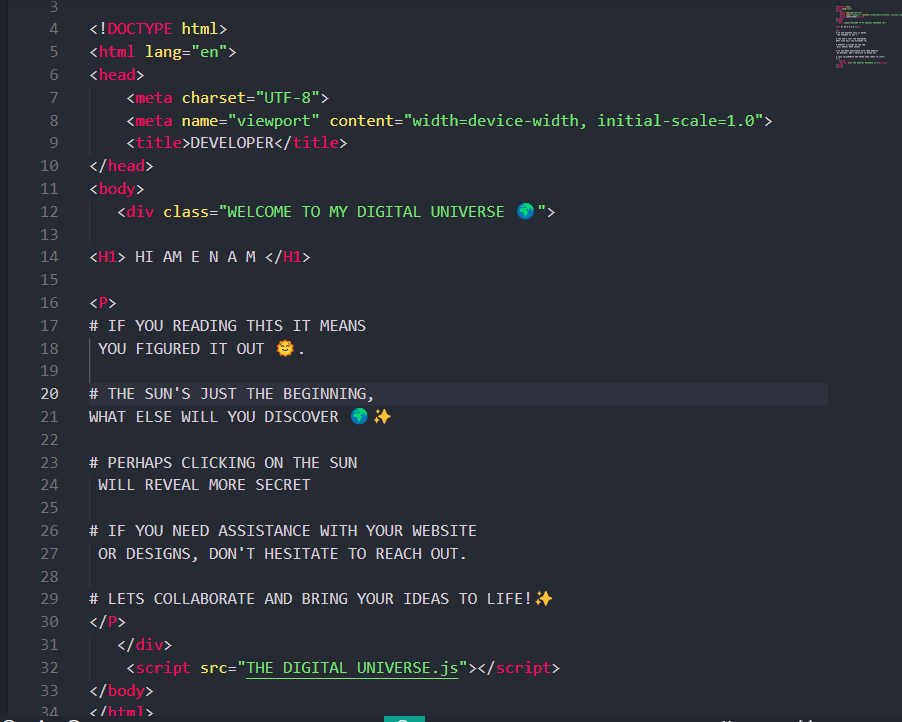 3
4 <!DOCTYPE html>
5 <html lang="en">
6 <head>
7 <meta charset="UTF-8">
8 <meta name="viewport" content="width=device-width, initial-scale=1.0">
9 <title>DEVELOPER</title>
10 </head>
11 <body>
12 <div class="WELCOME TO MY DIGITAL UNIVERSE 🌍">
13
14 <H1> HI AM E N A M </H1>
15
16 <P>
17 # IF YOU READING THIS IT MEANS
18 YOU FIGURED IT OUT 🌞.
19
20 # THE SUN'S JUST THE BEGINNING,
21 WHAT ELSE WILL YOU DISCOVER 🌍✨
22
23 # PERHAPS CLICKING ON THE SUN
24 WILL REVEAL MORE SECRET
25
26 # IF YOU NEED ASSISTANCE WITH YOUR WEBSITE
27 OR DESIGNS, DON'T HESITATE TO REACH OUT.
28
29 # LETS COLLABORATE AND BRING YOUR IDEAS TO LIFE!✨
30 </P>
31 </div>
32 <script src="THE DIGITAL UNIVERSE.js"></script>
33 </body>
34 </html>